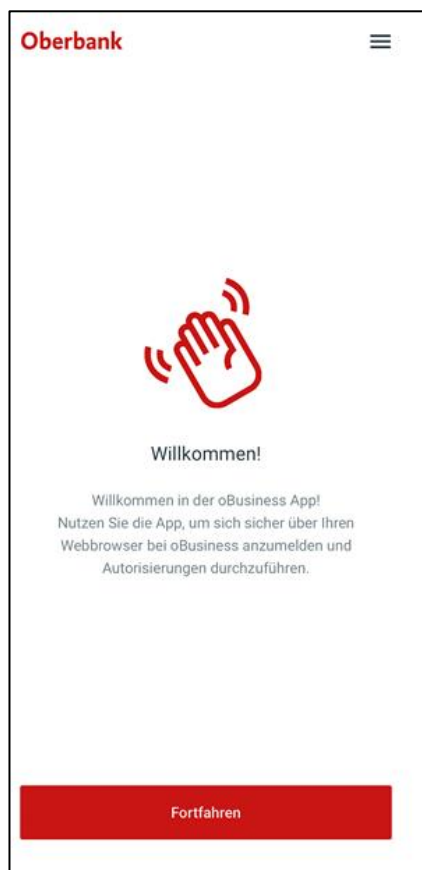 Oberbank
Willkommen!
Willkommen in der oBusiness App!
Nutzen Sie die App, um sich sicher über Ihren
Webbrowser bei oBusiness anzumelden und
Autorisierungen durchzuführen.
Fortfahren